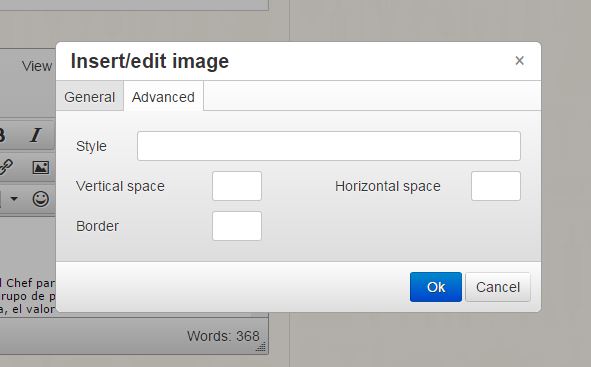 View
Insert/edit image ×
General Advanced
Style
Vertical space Horizontal space
Border
Ok Cancel
Chef par
rupo de p
a, el valor
Words: 368